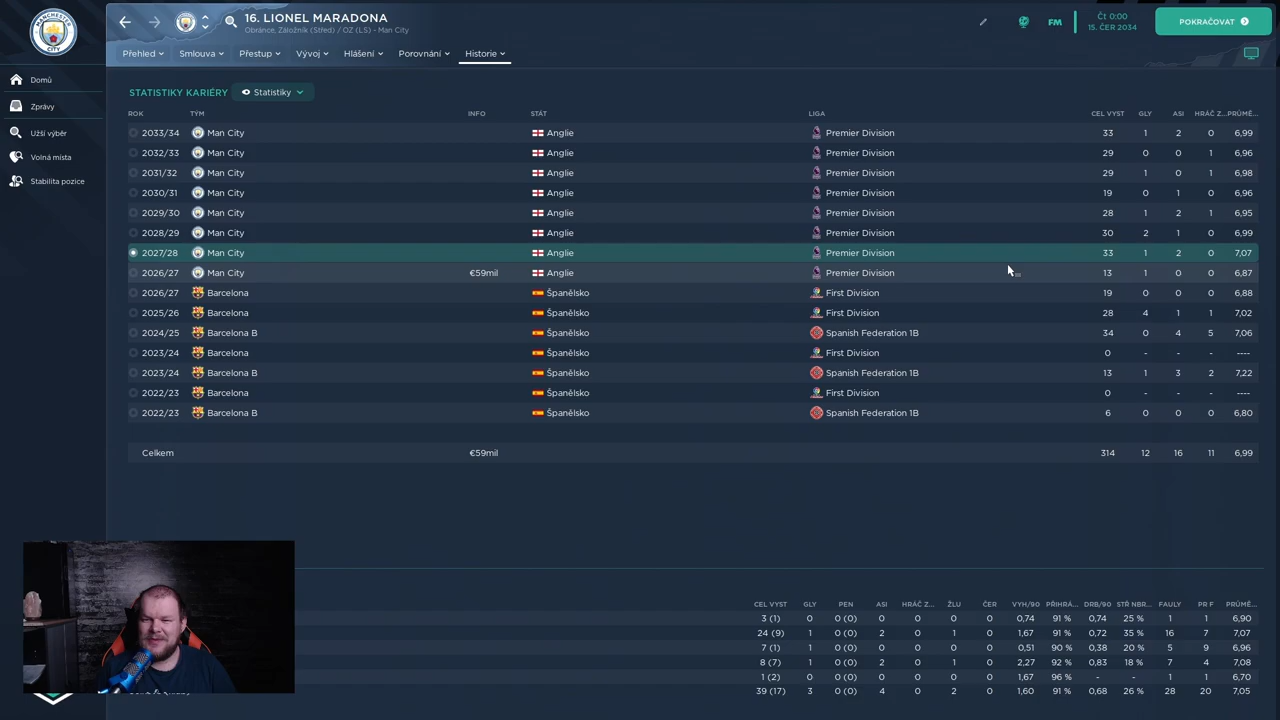 16. LIONEL MARADONA
Obránce, Záložník (Střed) / OZ (LS) - Man City
FM
Čt 0:00
15. ČER 2034
POKRAČOVAT
Přehled Smlouva Přestup Vývoj Hlášení Porovnání Historie
Domů
Zprávy
Užší výběr
Volná místa
Stabilita pozice
STATISTIKY KARIÉRY Statistiky
ROK TÝM INFO STÁT LIGA CEL VYST GLY ASI HRÁČ Z... PRŮMĚ...
2033/34 Man City Anglie Premier Division 33 1 2 0 6,99
2032/33 Man City Anglie Premier Division 29 0 0 1 6,96
2031/32 Man City Anglie Premier Division 29 1 0 1 6,98
2030/31 Man City Anglie Premier Division 19 0 1 0 6,96
2029/30 Man City Anglie Premier Division 28 1 2 1 6,95
2028/29 Man City Anglie Premier Division 30 2 1 0 6,99
2027/28 Man City Anglie Premier Division 33 1 2 0 7,07
2026/27 Man City €59mil Anglie Premier Division 13 1 0 0 6,87
2026/27 Barcelona Španělsko First Division 19 0 0 0 6,88
2025/26 Barcelona Španělsko First Division 28 4 1 1 7,02
2024/25 Barcelona B Španělsko Spanish Federation 1B 34 0 4 5 7,06
2023/24 Barcelona Španělsko First Division 0 - - - ----
2023/24 Barcelona B Španělsko Spanish Federation 1B 13 1 3 2 7,22
2022/23 Barcelona Španělsko First Division 0 - - - ----
2022/23 Barcelona B Španělsko Spanish Federation 1B 6 0 0 0 6,80
Celkem €59mil 314 12 16 11 6,99
CEL VYST GLY PEN ASI HRÁČ Z... ŽLU ČER VYH/90 PŘIHRÁ... DRB/90 STŘ NBR... FAULY PR F PRŮMĚ...
3 (1) 0 0 (0) 0 0 0 0 0,74 91 % 0,74 25 % 1 1 6,90
24 (9) 1 0 (0) 2 0 1 0 1,67 91 % 0,72 35 % 16 7 7,07
7 (1) 1 0 (0) 0 0 0 0 0,51 90 % 0,38 20 % 5 9 6,96
8 (7) 1 0 (0) 2 0 1 0 2,27 92 % 0,83 18 % 7 4 7,08
1 (2) 0 0 (0) 0 0 0 0 1,67 96 % - - 1 1 6,70
39 (17) 3 0 (0) 4 0 2 0 1,60 91 % 0,68 26 % 28 20 7,05